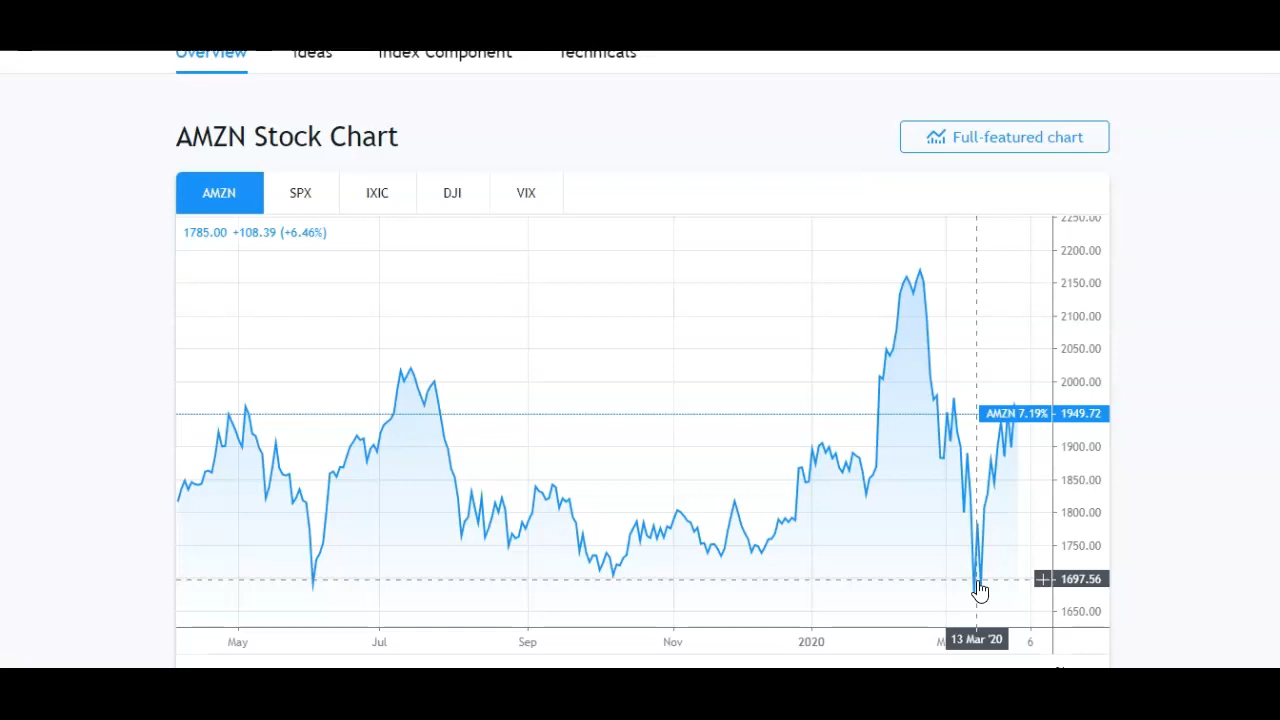 Overview Ideas Index Component Technicals
AMZN Stock Chart
Full-featured chart
AMZN SPX IXIC DJI VIX
1785.00 +108.39 (+6.46%)
2250.00
2200.00
2150.00
2100.00
2050.00
2000.00
AMZN 7.19% 1949.72
1900.00
1850.00
1800.00
1750.00
1697.56
1650.00
May Jul Sep Nov 2020 13 Mar '20 6